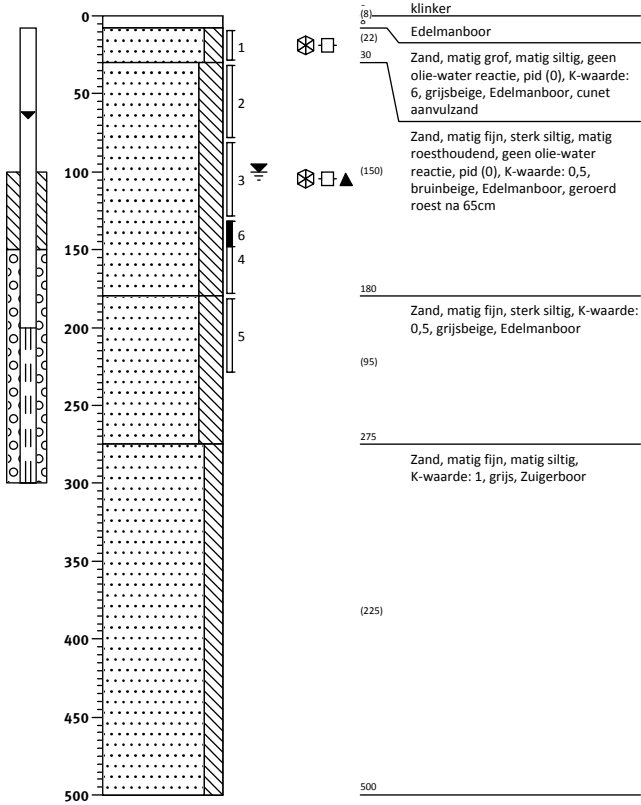 0
50
100
150
200
250
300
350
400
450
500
1
2
3
6
4
5
(8)
klinker
8
Edelmanboor
(22)
30
Zand, matig grof, matig siltig, geen
olie-water reactie, pid (0), K-waarde:
6, grijsbeige, Edelmanboor, cunet
aanvulzand
Zand, matig fijn, sterk siltig, matig
roesthoudend, geen olie-water
reactie, pid (0), K-waarde: 0,5,
bruinbeige, Edelmanboor, geroerd
roest na 65cm
(150)
180
Zand, matig fijn, sterk siltig, K-waarde:
0,5, grijsbeige, Edelmanboor
(95)
275
Zand, matig fijn, matig siltig,
K-waarde: 1, grijs, Zuigerboor
(225)
500